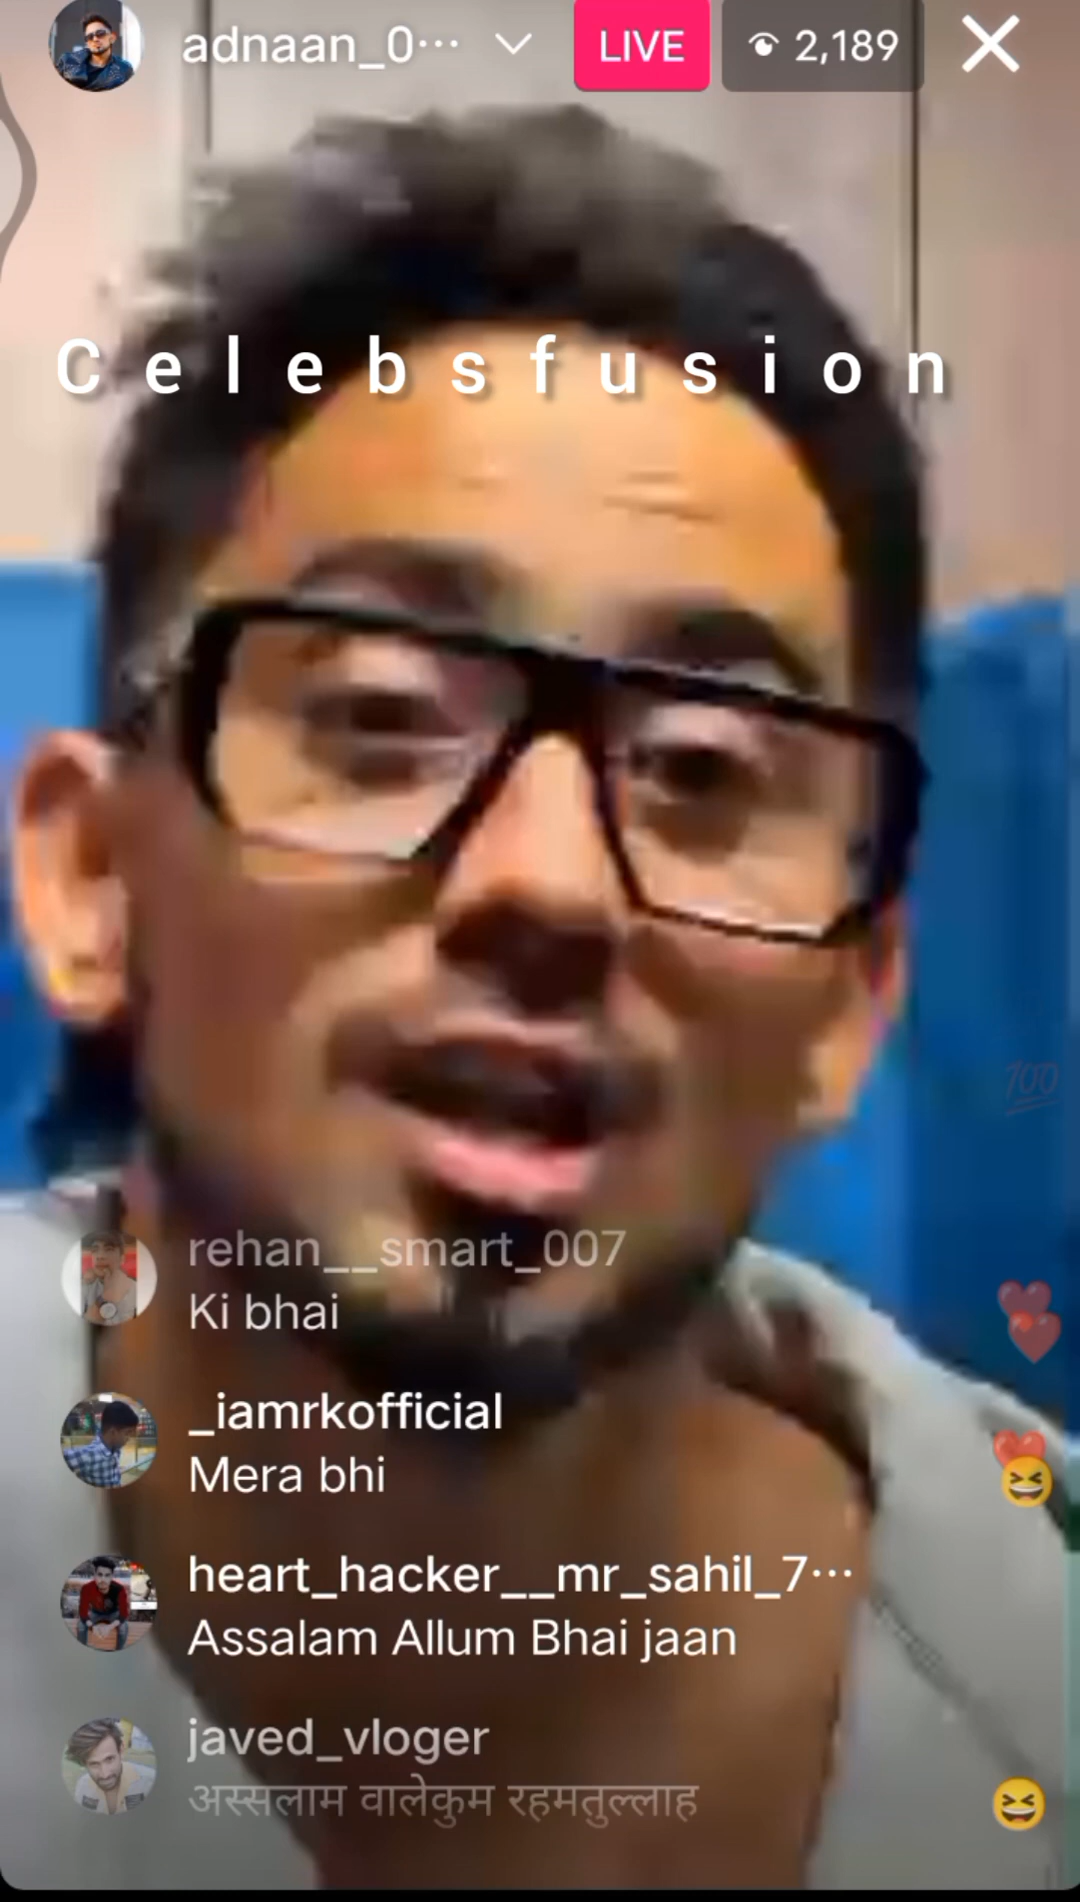 adnaan_0...
LIVE
2,189
Celebsfusion
100
rehan__smart_007
Ki bhai
_iamrkofficial
Mera bhi
heart_hacker__mr_sahil_7...
Assalam Allum Bhai jaan
javed_vloger
अस्सलाम वालेकुम रहमतुल्लाह